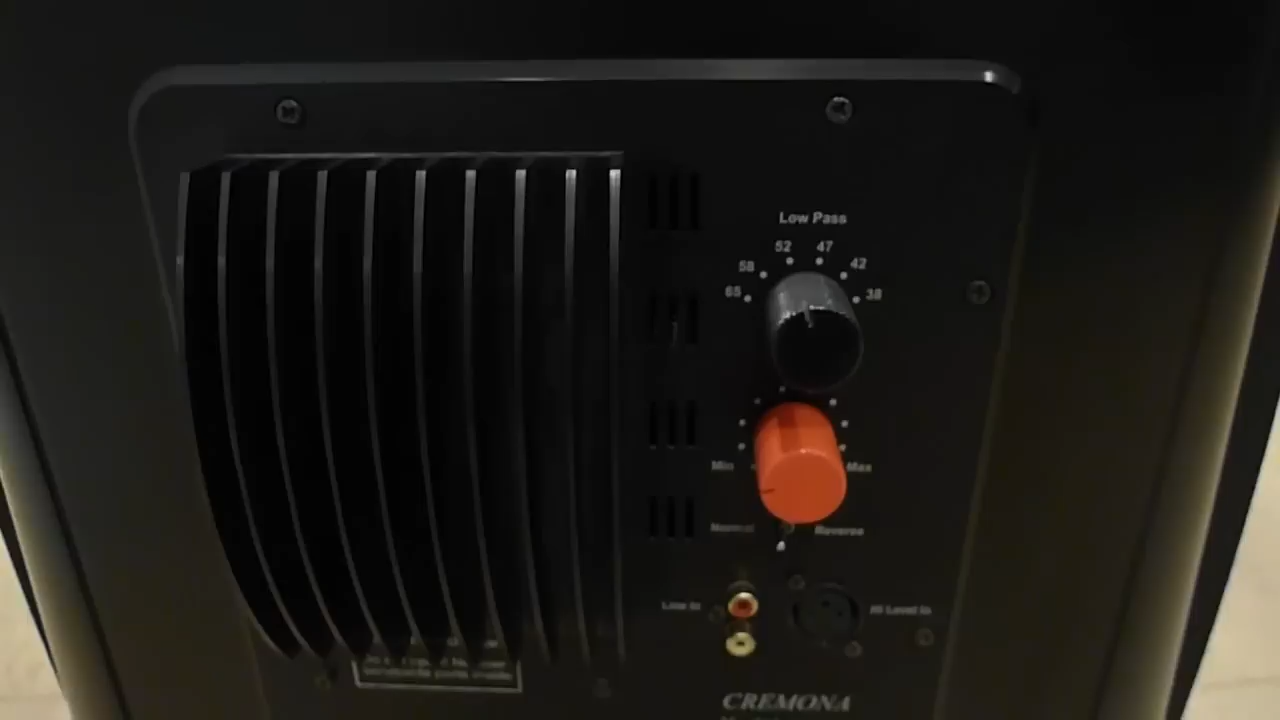 Low Pass
52 47
58 42
65 38
Min Max
Normal Reverse
Line In Hi Level In
CREMONA